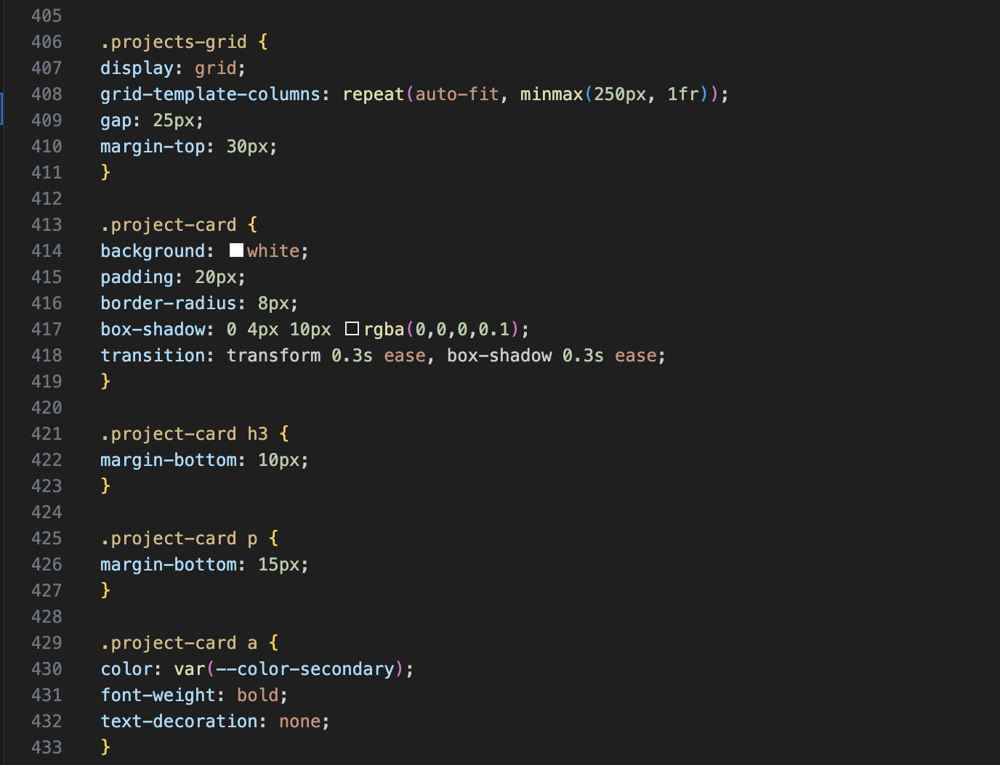 405
406 .projects-grid {
407 display: grid;
408 grid-template-columns: repeat(auto-fit, minmax(250px, 1fr));
409 gap: 25px;
410 margin-top: 30px;
411 }
412
413 .project-card {
414 background: white;
415 padding: 20px;
416 border-radius: 8px;
417 box-shadow: 0 4px 10px rgba(0,0,0,0.1);
418 transition: transform 0.3s ease, box-shadow 0.3s ease;
419 }
420
421 .project-card h3 {
422 margin-bottom: 10px;
423 }
424
425 .project-card p {
426 margin-bottom: 15px;
427 }
428
429 .project-card a {
430 color: var(--color-secondary);
431 font-weight: bold;
432 text-decoration: none;
433 }